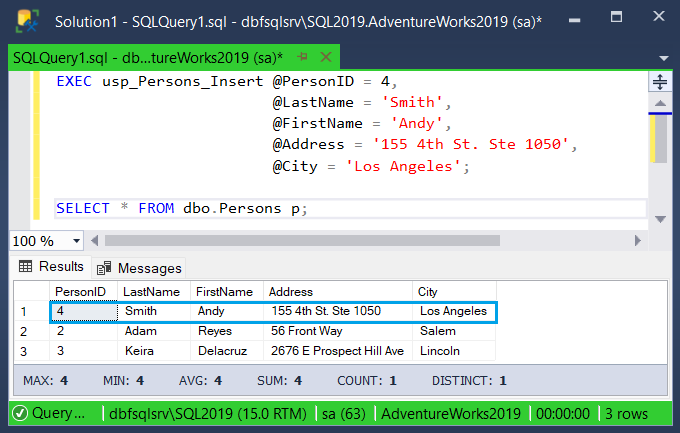 Solution1 - SQLQuery1.sql - dbfsqlsrv\SQL2019.AdventureWorks2019 (sa)*
SQLQuery1.sql - db...tureWorks2019 (sa)*
EXEC usp_Persons_Insert @PersonID = 4,
@LastName = 'Smith',
@FirstName = 'Andy',
@Address = '155 4th St. Ste 1050',
@City = 'Los Angeles';
SELECT * FROM dbo.Persons p;
100 %
Results Messages
PersonID LastName FirstName Address City
1 4 Smith Andy 155 4th St. Ste 1050 Los Angeles
2 2 Adam Reyes 56 Front Way Salem
3 3 Keira Delacruz 2676 E Prospect Hill Ave Lincoln
MAX: 4 MIN: 4 AVG: 4 SUM: 4 COUNT: 1 DISTINCT: 1
Query... dbfsqlsrv\SQL2019 (15.0 RTM) sa (63) AdventureWorks2019 00:00:00 3 rows